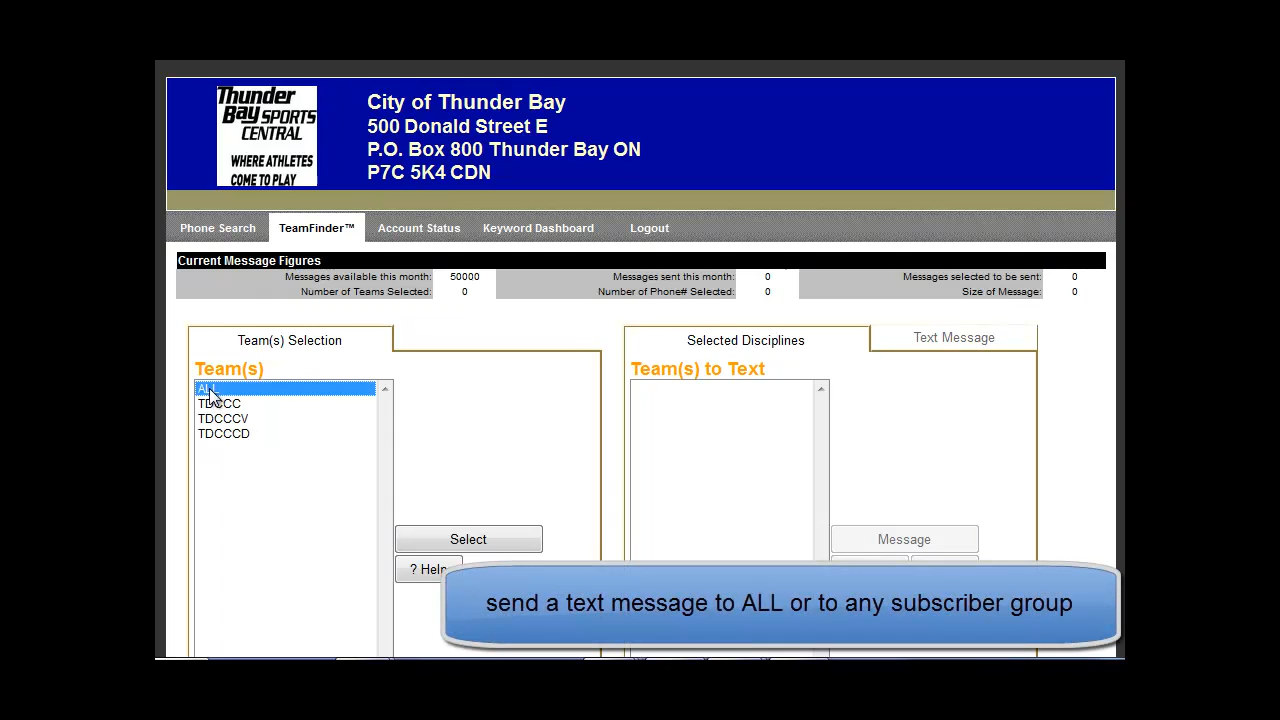 Thunder
Bay SPORTS
CENTRAL
WHERE ATHLETES
COME TO PLAY
City of Thunder Bay
500 Donald Street E
P.O. Box 800 Thunder Bay ON
P7C 5K4 CDN
Phone Search TeamFinder™ Account Status Keyword Dashboard Logout
Current Message Figures
Messages available this month: 50000 Messages sent this month: 0 Messages selected to be sent: 0
Number of Teams Selected: 0 Number of Phone# Selected: 0 Size of Message: 0
Team(s) Selection Selected Disciplines Text Message
Team(s) Team(s) to Text
ALL
TDCCC
TDCCCV
TDCCCD
Select Message
? Help
send a text message to ALL or to any subscriber group